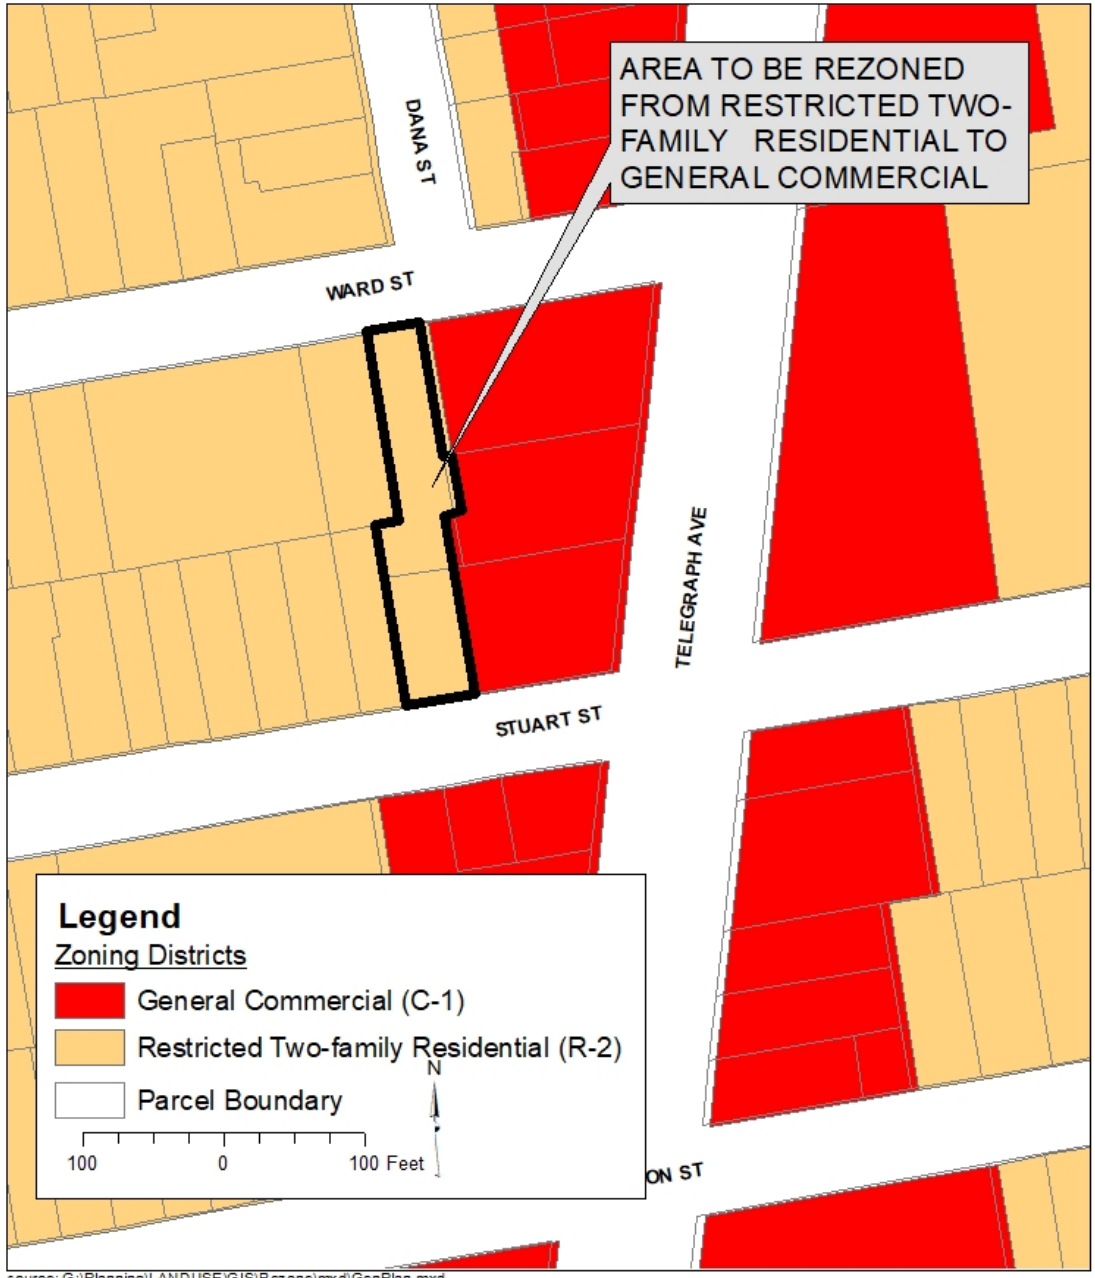 AREA TO BE REZONED
FROM RESTRICTED TWO-
FAMILY RESIDENTIAL TO
GENERAL COMMERCIAL
DANA ST
WARD ST
TELEGRAPH AVE
STUART ST
Legend
Zoning Districts
General Commercial (C-1)
Restricted Two-family Residential (R-2)
Parcel Boundary
N
100 0 100 Feet
ON ST